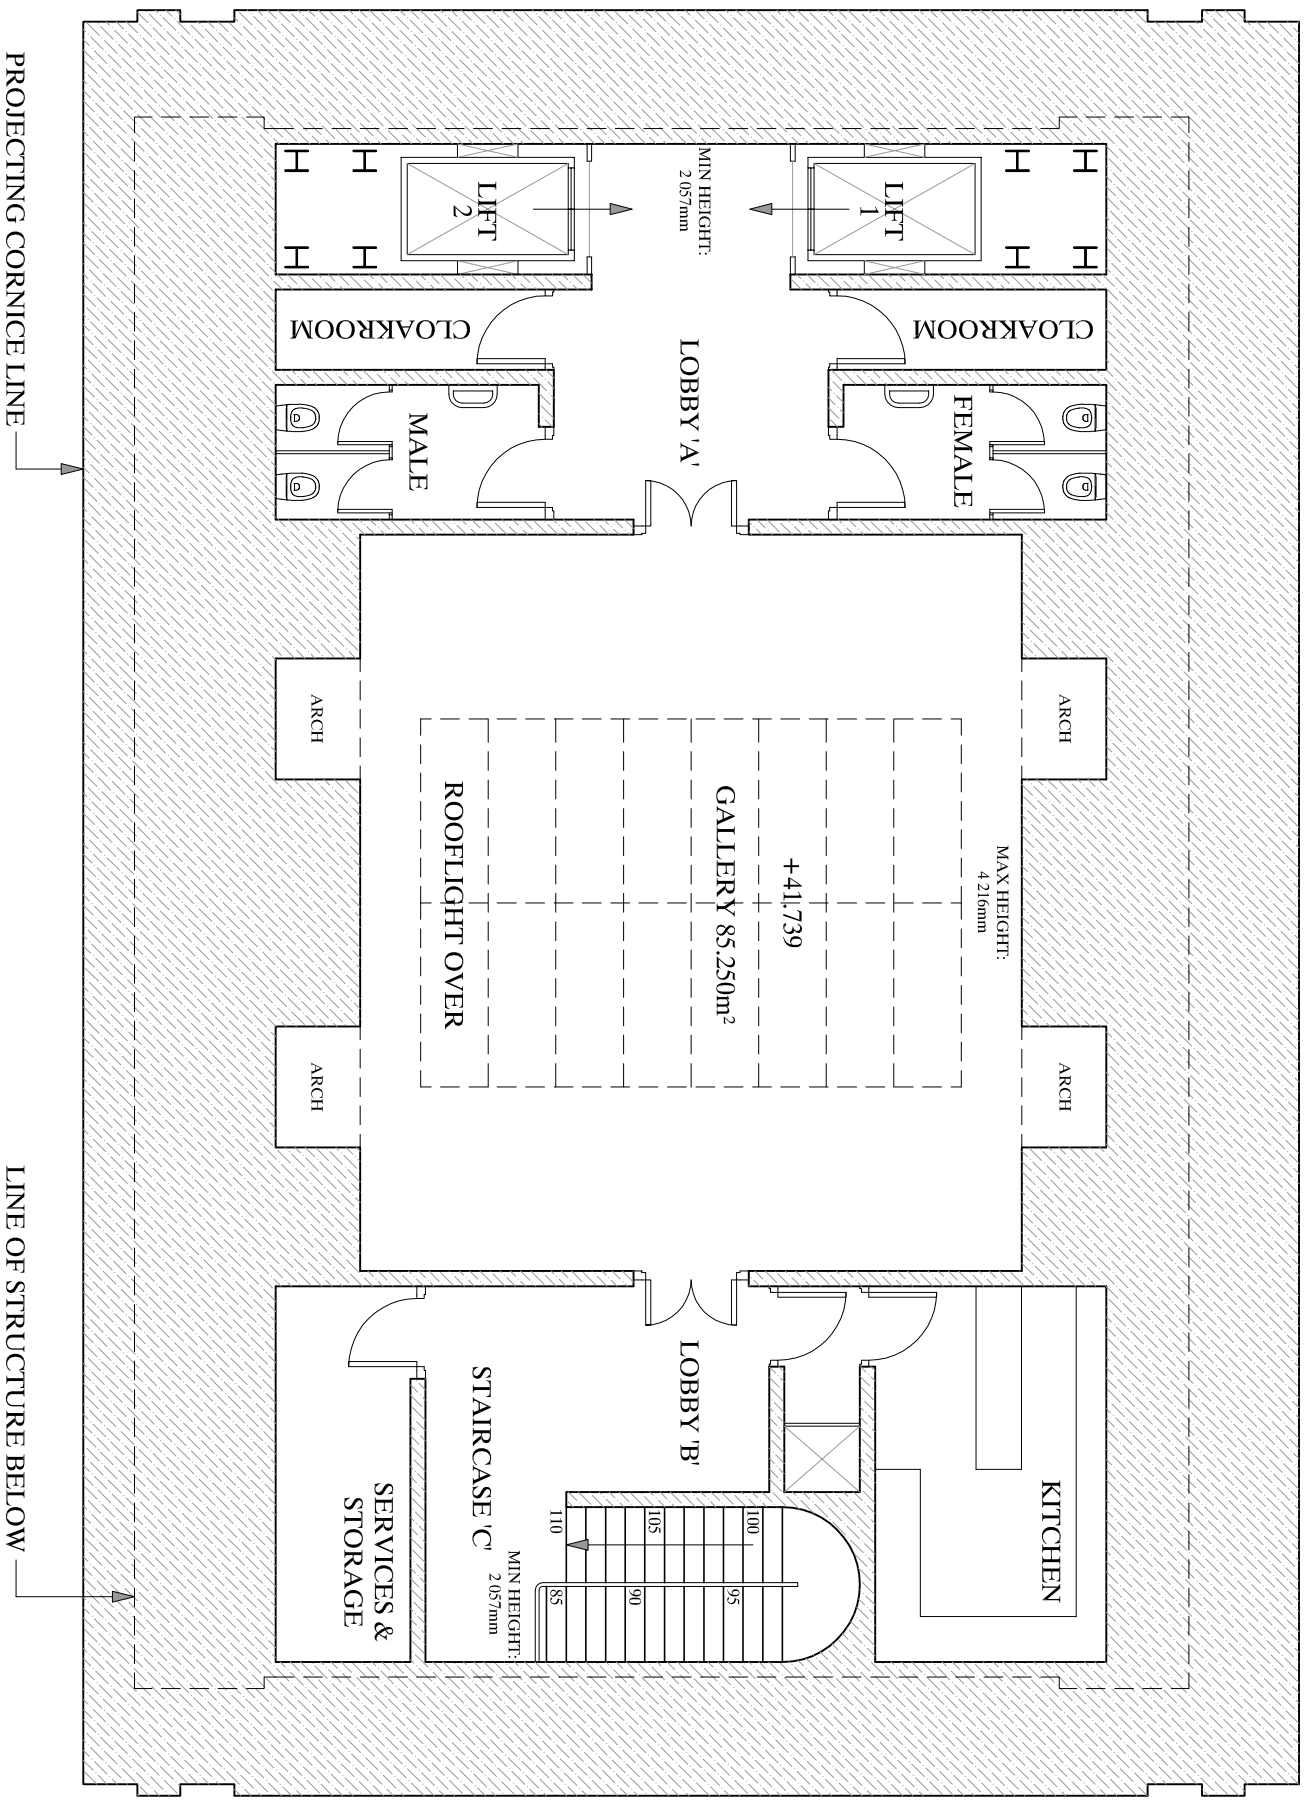 PROJECTING CORNICE LINE
LINE OF STRUCTURE BELOW
LIFT
1
LIFT
2
MIN HEIGHT:
2 057mm
CLOAKROOM
CLOAKROOM
LOBBY 'A'
FEMALE
MALE
ARCH
ARCH
MAX HEIGHT:
4 216mm
+41.739
GALLERY 85.250m²
ROOFLIGHT OVER
ARCH
ARCH
KITCHEN
LOBBY 'B'
STAIRCASE 'C'
100
105
110
95
90
85
MIN HEIGHT:
2 057mm
SERVICES &
STORAGE